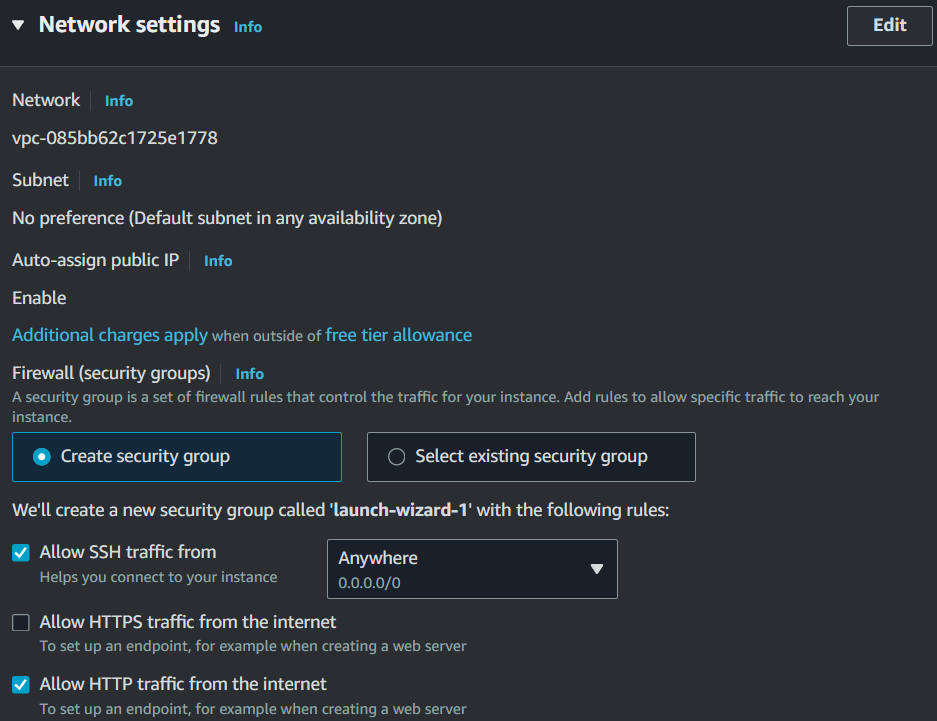 Network settings Info
Edit
Network Info
vpc-085bb62c1725e1778
Subnet Info
No preference (Default subnet in any availability zone)
Auto-assign public IP Info
Enable
Additional charges apply when outside of free tier allowance
Firewall (security groups) Info
A security group is a set of firewall rules that control the traffic for your instance. Add rules to allow specific traffic to reach your
instance.
Create security group
Select existing security group
We'll create a new security group called 'launch-wizard-1' with the following rules:
Allow SSH traffic from
Helps you connect to your instance
Anywhere
0.0.0.0/0
Allow HTTPS traffic from the internet
To set up an endpoint, for example when creating a web server
Allow HTTP traffic from the internet
To set up an endpoint, for example when creating a web server